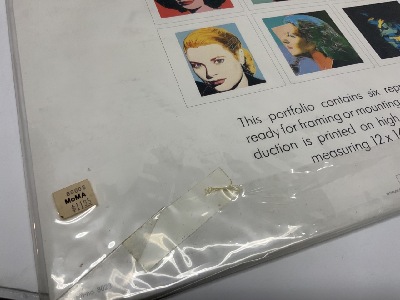 This portfolio contains six rep
ready for framing or mounting.
duction is printed on high
measuring 12 x 1
MoMA